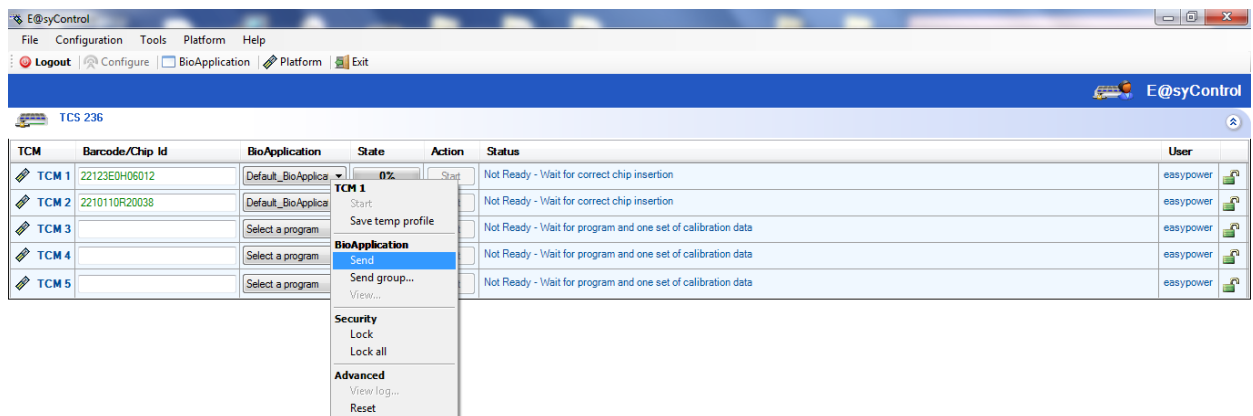 E@syControl
File Configuration Tools Platform Help
Logout Configure BioApplication Platform Exit
E@syControl
TCS 236
TCM Barcode/Chip Id BioApplication State Action Status User
TCM 1 22123E0H06012 Default_BioApplica 0% Start Not Ready - Wait for correct chip insertion easypower
TCM 2 2210110R20038 Default_BioApplica Not Ready - Wait for correct chip insertion easypower
TCM 3 Select a program Not Ready - Wait for program and one set of calibration data easypower
TCM 4 Select a program Not Ready - Wait for program and one set of calibration data easypower
TCM 5 Select a program Not Ready - Wait for program and one set of calibration data easypower
TCM 1
Start
Save temp profile
BioApplication
Send
Send group...
View...
Security
Lock
Lock all
Advanced
View log...
Reset